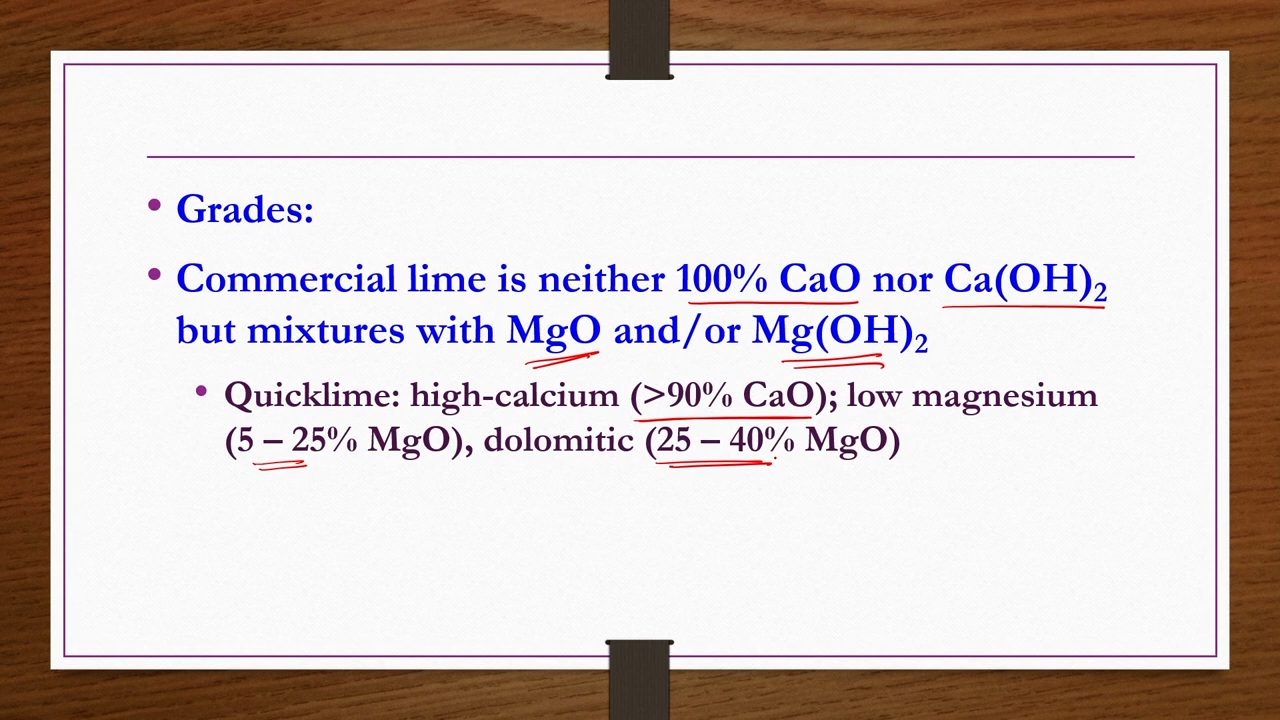 • Grades:
• Commercial lime is neither 100% CaO nor Ca(OH)₂
but mixtures with MgO and/or Mg(OH)₂
• Quicklime: high-calcium (>90% CaO); low magnesium
(5 – 25% MgO), dolomitic (25 – 40% MgO)